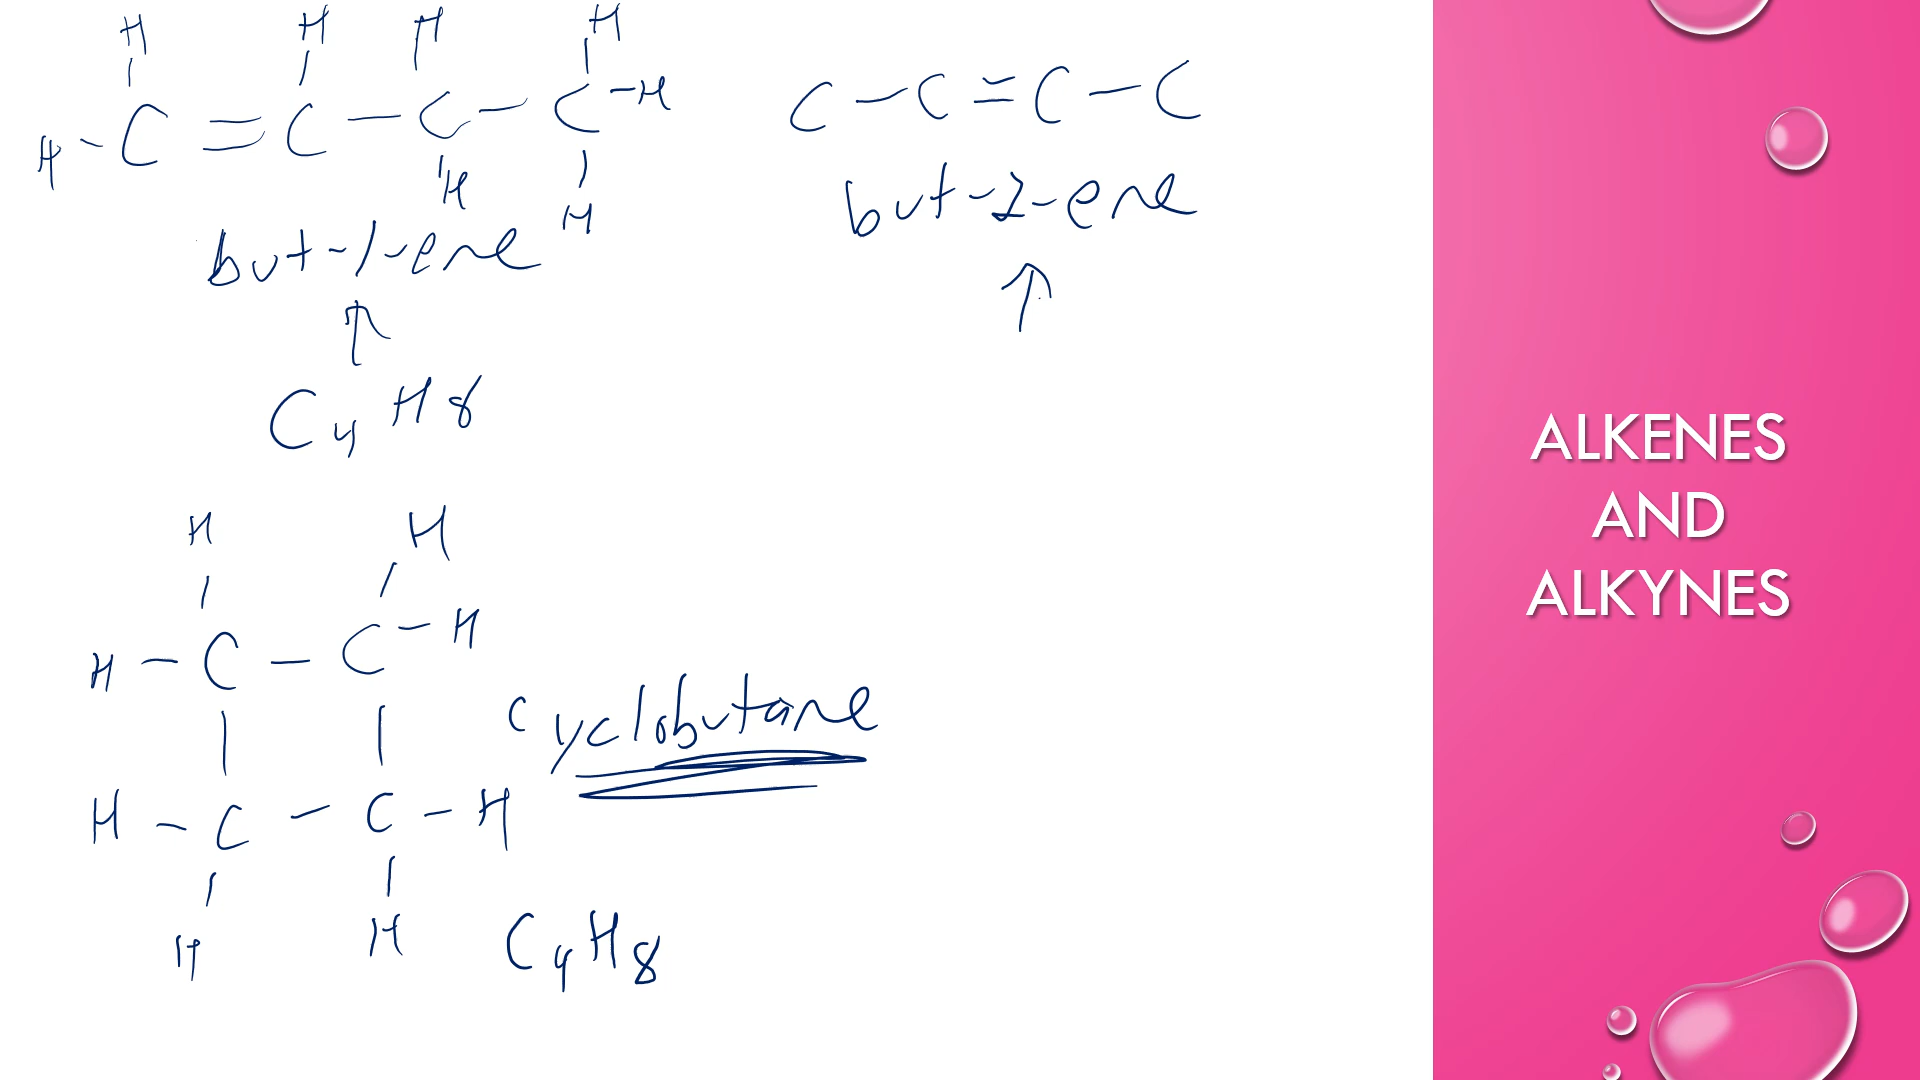 H H H H
H - C = C - C - C - H
H H
but-1-ene
C4H8
C - C = C - C
but-2-ene
H H
H - C - C - H
H - C - C - H
H H
cyclobutane
C4H8
ALKENES
AND
ALKYNES